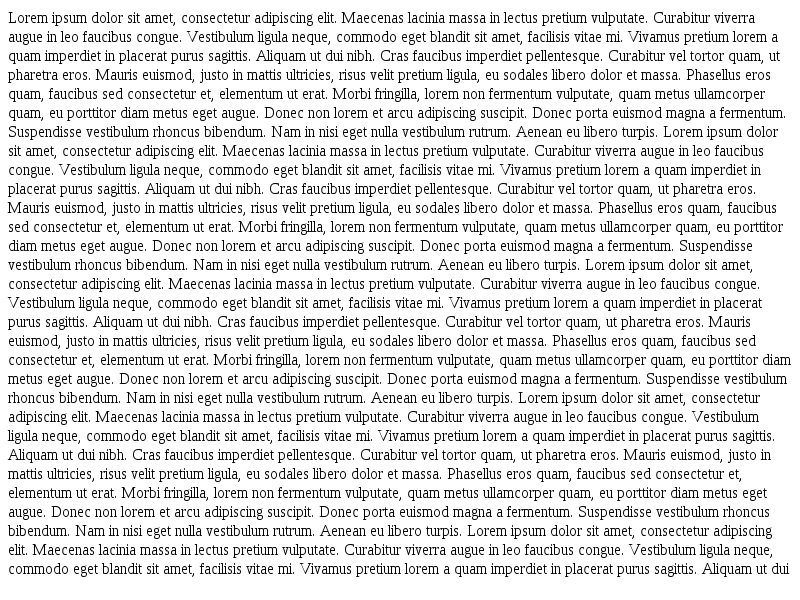 Lorem ipsum dolor sit amet, consectetur adipiscing elit. Maecenas lacinia massa in lectus pretium vulputate. Curabitur viverra
augue in leo faucibus congue. Vestibulum ligula neque, commodo eget blandit sit amet, facilisis vitae mi. Vivamus pretium lorem a
quam imperdiet in placerat purus sagittis. Aliquam ut dui nibh. Cras faucibus imperdiet pellentesque. Curabitur vel tortor quam, ut
pharetra eros. Mauris euismod, justo in mattis ultricies, risus velit pretium ligula, eu sodales libero dolor et massa. Phasellus eros
quam, faucibus sed consectetur et, elementum ut erat. Morbi fringilla, lorem non fermentum vulputate, quam metus ullamcorper
quam, eu porttitor diam metus eget augue. Donec non lorem et arcu adipiscing suscipit. Donec porta euismod magna a fermentum.
Suspendisse vestibulum rhoncus bibendum. Nam in nisi eget nulla vestibulum rutrum. Aenean eu libero turpis. Lorem ipsum dolor
sit amet, consectetur adipiscing elit. Maecenas lacinia massa in lectus pretium vulputate. Curabitur viverra augue in leo faucibus
congue. Vestibulum ligula neque, commodo eget blandit sit amet, facilisis vitae mi. Vivamus pretium lorem a quam imperdiet in
placerat purus sagittis. Aliquam ut dui nibh. Cras faucibus imperdiet pellentesque. Curabitur vel tortor quam, ut pharetra eros.
Mauris euismod, justo in mattis ultricies, risus velit pretium ligula, eu sodales libero dolor et massa. Phasellus eros quam, faucibus
sed consectetur et, elementum ut erat. Morbi fringilla, lorem non fermentum vulputate, quam metus ullamcorper quam, eu porttitor
diam metus eget augue. Donec non lorem et arcu adipiscing suscipit. Donec porta euismod magna a fermentum. Suspendisse
vestibulum rhoncus bibendum. Nam in nisi eget nulla vestibulum rutrum. Aenean eu libero turpis. Lorem ipsum dolor sit amet,
consectetur adipiscing elit. Maecenas lacinia massa in lectus pretium vulputate. Curabitur viverra augue in leo faucibus congue.
Vestibulum ligula neque, commodo eget blandit sit amet, facilisis vitae mi. Vivamus pretium lorem a quam imperdiet in placerat
purus sagittis. Aliquam ut dui nibh. Cras faucibus imperdiet pellentesque. Curabitur vel tortor quam, ut pharetra eros. Mauris
euismod, justo in mattis ultricies, risus velit pretium ligula, eu sodales libero dolor et massa. Phasellus eros quam, faucibus sed
consectetur et, elementum ut erat. Morbi fringilla, lorem non fermentum vulputate, quam metus ullamcorper quam, eu porttitor diam
metus eget augue. Donec non lorem et arcu adipiscing suscipit. Donec porta euismod magna a fermentum. Suspendisse vestibulum
rhoncus bibendum. Nam in nisi eget nulla vestibulum rutrum. Aenean eu libero turpis. Lorem ipsum dolor sit amet, consectetur
adipiscing elit. Maecenas lacinia massa in lectus pretium vulputate. Curabitur viverra augue in leo faucibus congue. Vestibulum
ligula neque, commodo eget blandit sit amet, facilisis vitae mi. Vivamus pretium lorem a quam imperdiet in placerat purus sagittis.
Aliquam ut dui nibh. Cras faucibus imperdiet pellentesque. Curabitur vel tortor quam, ut pharetra eros. Mauris euismod, justo in
mattis ultricies, risus velit pretium ligula, eu sodales libero dolor et massa. Phasellus eros quam, faucibus sed consectetur et,
elementum ut erat. Morbi fringilla, lorem non fermentum vulputate, quam metus ullamcorper quam, eu porttitor diam metus eget
augue. Donec non lorem et arcu adipiscing suscipit. Donec porta euismod magna a fermentum. Suspendisse vestibulum rhoncus
bibendum. Nam in nisi eget nulla vestibulum rutrum. Aenean eu libero turpis. Lorem ipsum dolor sit amet, consectetur adipiscing
elit. Maecenas lacinia massa in lectus pretium vulputate. Curabitur viverra augue in leo faucibus congue. Vestibulum ligula neque,
commodo eget blandit sit amet, facilisis vitae mi. Vivamus pretium lorem a quam imperdiet in placerat purus sagittis. Aliquam ut dui